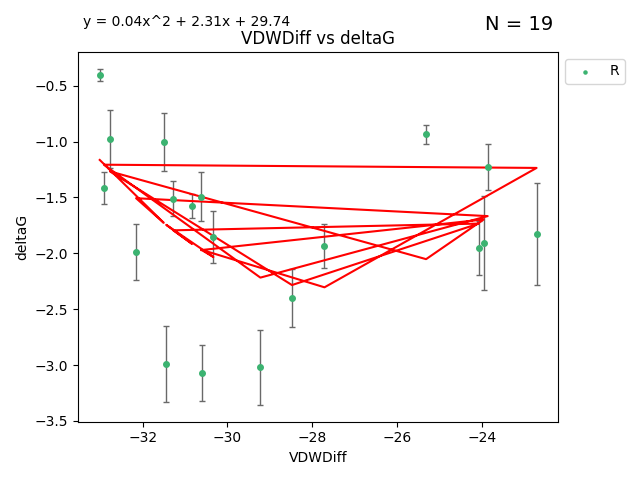 y = 0.04x^2 + 2.31x + 29.74
N = 19
VDWDiff vs deltaG
R
−0.5
−1.0
−1.5
−2.0
−2.5
−3.0
−3.5
deltaG
−32 −30 −28 −26 −24
VDWDiff